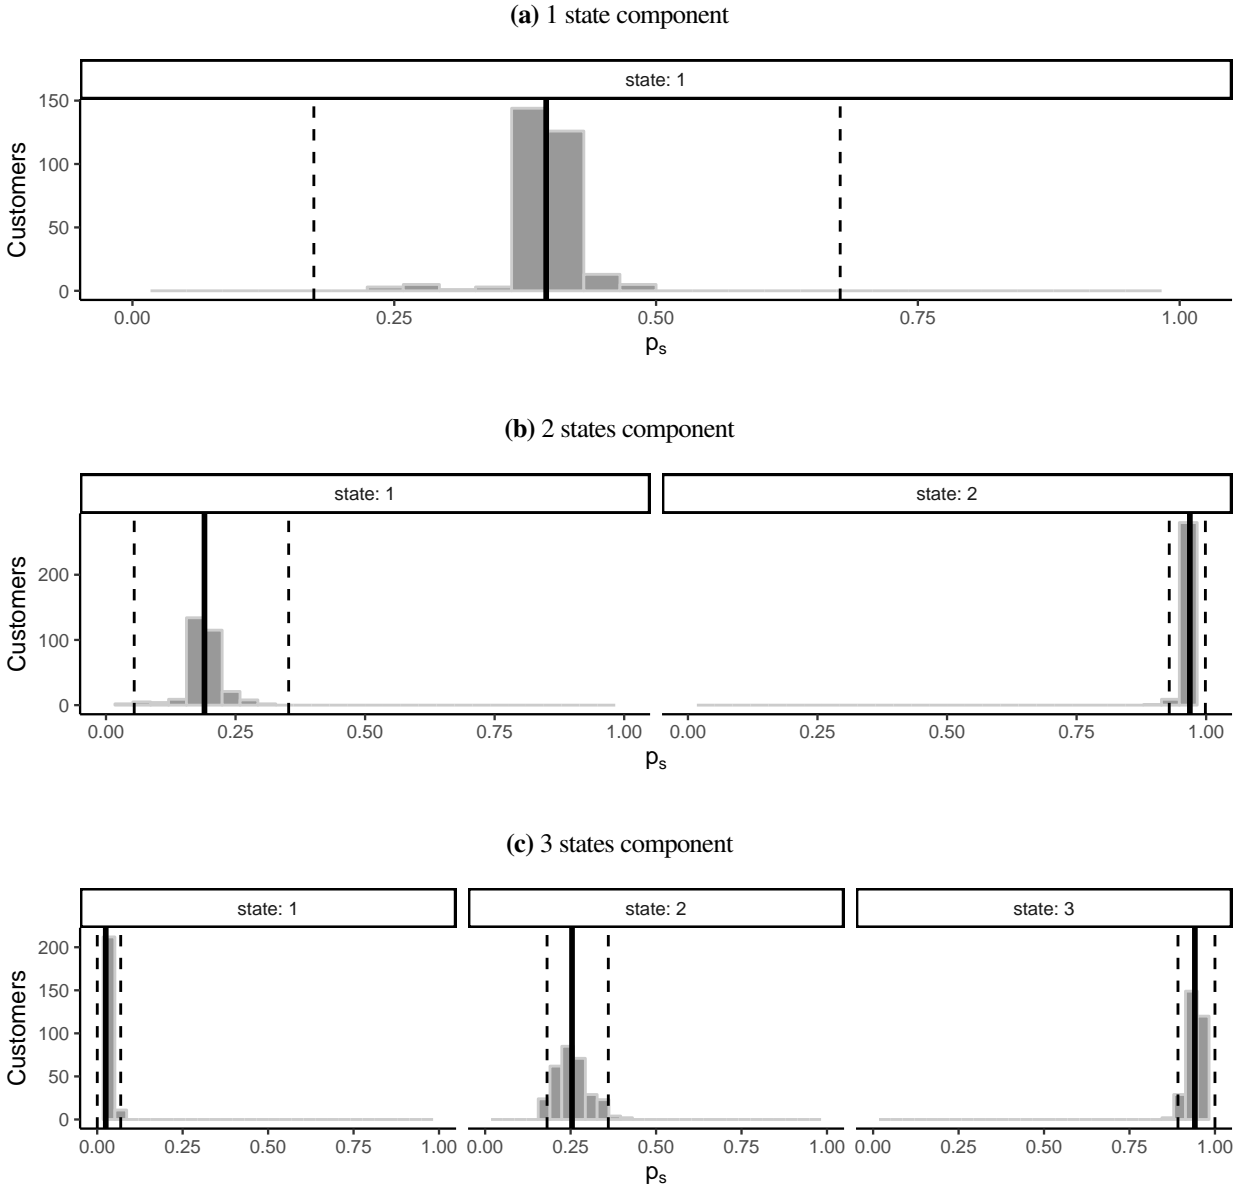 (a) 1 state component
state: 1
150
100
50
0
Customers
0.00 0.25 0.50 0.75 1.00
ps
(b) 2 states component
state: 1 state: 2
200
100
0
Customers
0.00 0.25 0.50 0.75 1.00 0.00 0.25 0.50 0.75 1.00
ps
(c) 3 states component
state: 1 state: 2 state: 3
200
150
100
50
0
Customers
0.00 0.25 0.50 0.75 1.00 0.00 0.25 0.50 0.75 1.00 0.00 0.25 0.50 0.75 1.00
ps